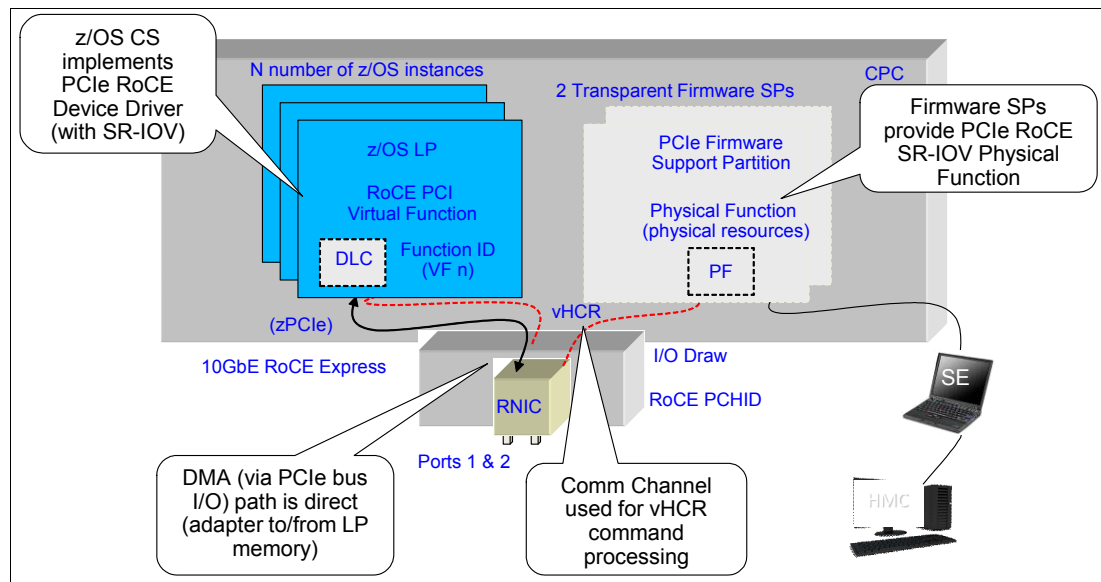 z/OS CS
implements
PCIe RoCE
Device Driver
(with SR-IOV)
N number of z/OS instances
z/OS LP
RoCE PCI
Virtual Function
DLC
Function ID
(VF n)
2 Transparent Firmware SPs
CPC
PCIe Firmware
Support Partition
Physical Function
(physical resources)
PF
Firmware SPs
provide PCIe RoCE
SR-IOV Physical
Function
(zPCIe)
vHCR
10GbE RoCE Express
I/O Draw
RNIC
RoCE PCHID
SE
Ports 1 & 2
DMA (via PCIe bus
I/O) path is direct
(adapter to/from LP
memory)
Comm Channel
used for vHCR
command
processing
HMC